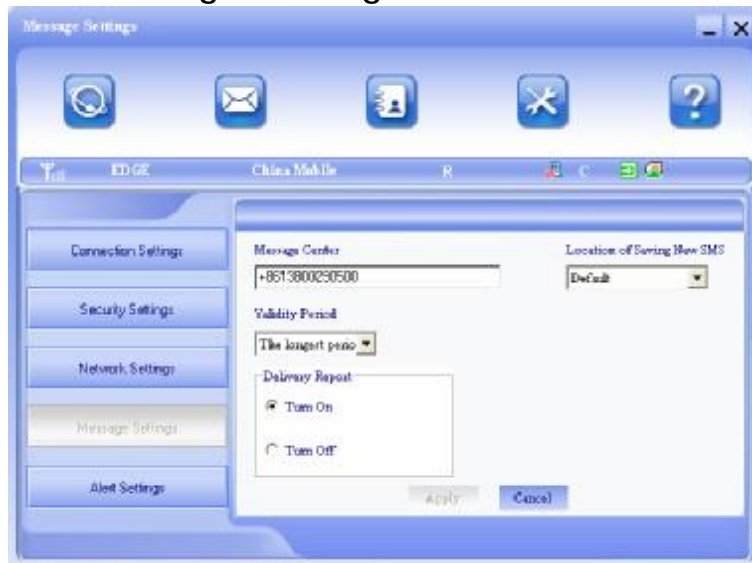 Message Settings
EDGE China Mobile R C
Connection Settings
Security Settings
Network Settings
Message Settings
Alert Settings
Message Center
+8613800290500
Location of Saving New SMS
Default
Validity Period
The longest perio
Delivery Report
Turn On
Turn Off
Apply
Cancel
?